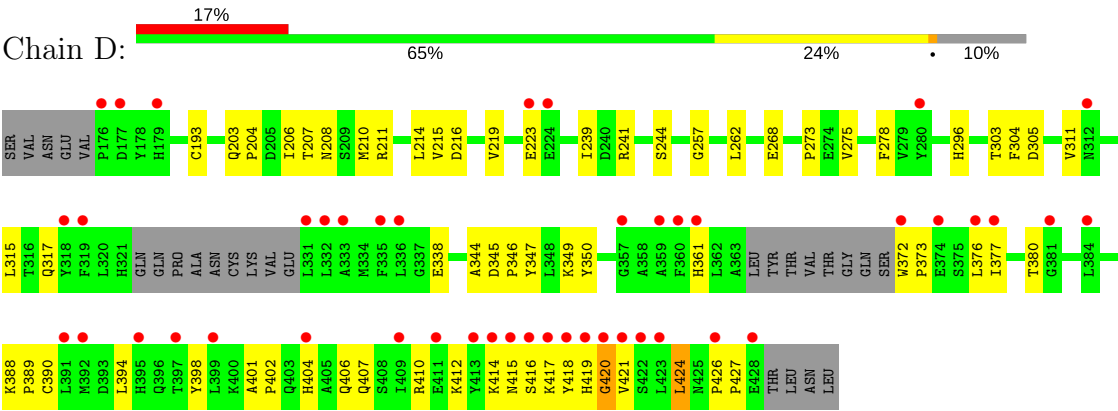 17%
Chain D:
65% 24% • 10%
SER VAL ASN GLU VAL P176 D177 Y178 H179 C193 Q203 P204 D205 I206 T207 N208 S209 M210 R211 L214 V215 D216 V219 E223 E224 I239 D240 R241 S244 G257 L262 E268 P273 E274 V275 F278 V279 Y280 H296 T303 F304 D305 V311 N312
L315 T316 Q317 Y318 F319 L320 H321 GLN GLN PRO ALA ASN CYS LYS VAL GLU L331 L332 A333 M334 F335 L336 G337 E338 A344 D345 P346 Y347 L348 K349 Y350 G357 A358 A359 F360 H361 L362 A363 LEU TYR THR VAL THR GLY GLN SER W372 P373 E374 S375 L376 I377 T380 G381 L384
K388 P389 C390 L391 M392 D393 L394 H395 Q396 T397 Y398 L399 K400 A401 P402 Q403 H404 A405 Q406 Q407 S408 I409 R410 E411 K412 Y413 K414 N415 S416 K417 Y418 H419 G420 V421 S422 L423 L424 N425 P426 P427 E428 THR LEU ASN LEU